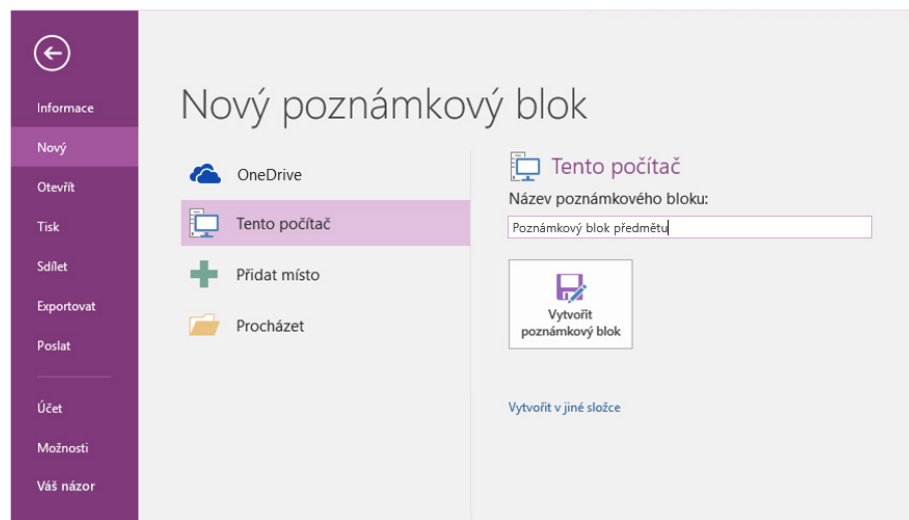 Informace
Nový
Otevřít
Tisk
Sdílet
Exportovat
Poslat
Účet
Možnosti
Váš názor
Nový poznámkový blok
OneDrive
Tento počítač
Přidat místo
Procházet
Tento počítač
Název poznámkového bloku:
Poznámkový blok předmětu
Vytvořit
poznámkový blok
Vytvořit v jiné složce